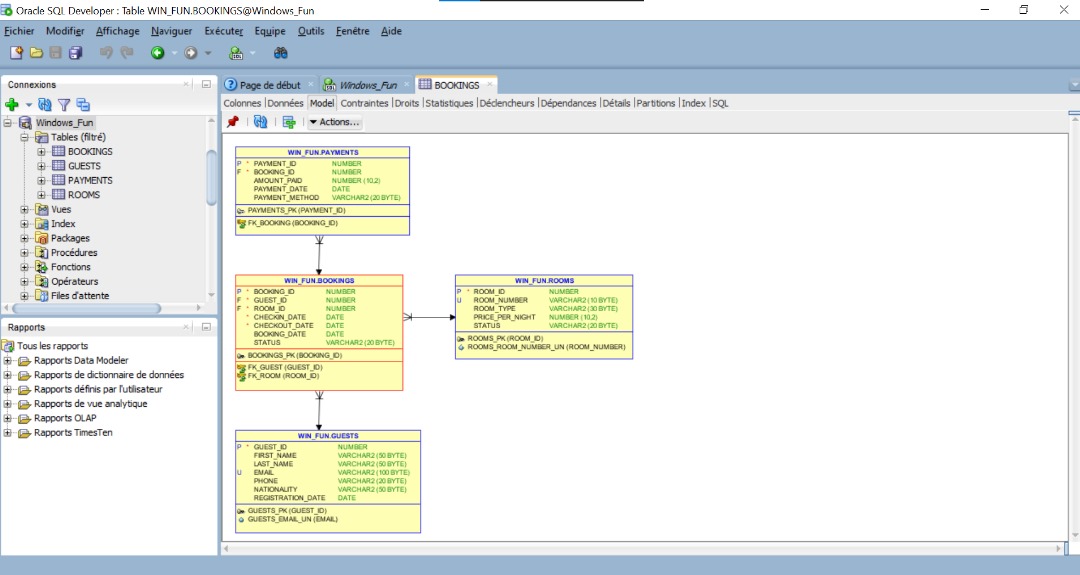 Oracle SQL Developer : Table WIN_FUN.BOOKINGS@Windows_Fun
Fichier Modifier Affichage Naviguer Exécuter Equipe Outils Fenêtre Aide
Connexions
Windows_Fun
Tables (filtré)
BOOKINGS
GUESTS
PAYMENTS
ROOMS
Vues
Index
Packages
Procédures
Fonctions
Opérateurs
Files d'attente
Rapports
Tous les rapports
Rapports Data Modeler
Rapports de dictionnaire de données
Rapports définis par l'utilisateur
Rapports de vue analytique
Rapports OLAP
Rapports TimesTen
Page de début Windows_Fun BOOKINGS
Colonnes |Données |Model |Contraintes |Droits |Statistiques |Déclencheurs |Dépendances |Détails |Partitions |Index |SQL
Actions...
WIN_FUN.PAYMENTS
P * PAYMENT_ID NUMBER
F * BOOKING_ID NUMBER
AMOUNT_PAID NUMBER (10,2)
PAYMENT_DATE DATE
PAYMENT_METHOD VARCHAR2 (20 BYTE)
PAYMENTS_PK (PAYMENT_ID)
FK_BOOKING (BOOKING_ID)
WIN_FUN.BOOKINGS
P * BOOKING_ID NUMBER
F * GUEST_ID NUMBER
F * ROOM_ID NUMBER
* CHECKIN_DATE DATE
* CHECKOUT_DATE DATE
BOOKING_DATE DATE
STATUS VARCHAR2 (20 BYTE)
BOOKINGS_PK (BOOKING_ID)
FK_GUEST (GUEST_ID)
FK_ROOM (ROOM_ID)
WIN_FUN.ROOMS
P * ROOM_ID NUMBER
U ROOM_NUMBER VARCHAR2 (10 BYTE)
ROOM_TYPE VARCHAR2 (30 BYTE)
PRICE_PER_NIGHT NUMBER (10,2)
STATUS VARCHAR2 (20 BYTE)
ROOMS_PK (ROOM_ID)
ROOMS_ROOM_NUMBER_UN (ROOM_NUMBER)
WIN_FUN.GUESTS
P * GUEST_ID NUMBER
FIRST_NAME VARCHAR2 (50 BYTE)
LAST_NAME VARCHAR2 (50 BYTE)
U EMAIL VARCHAR2 (100 BYTE)
PHONE VARCHAR2 (20 BYTE)
NATIONALITY VARCHAR2 (50 BYTE)
REGISTRATION_DATE DATE
GUESTS_PK (GUEST_ID)
GUESTS_EMAIL_UN (EMAIL)